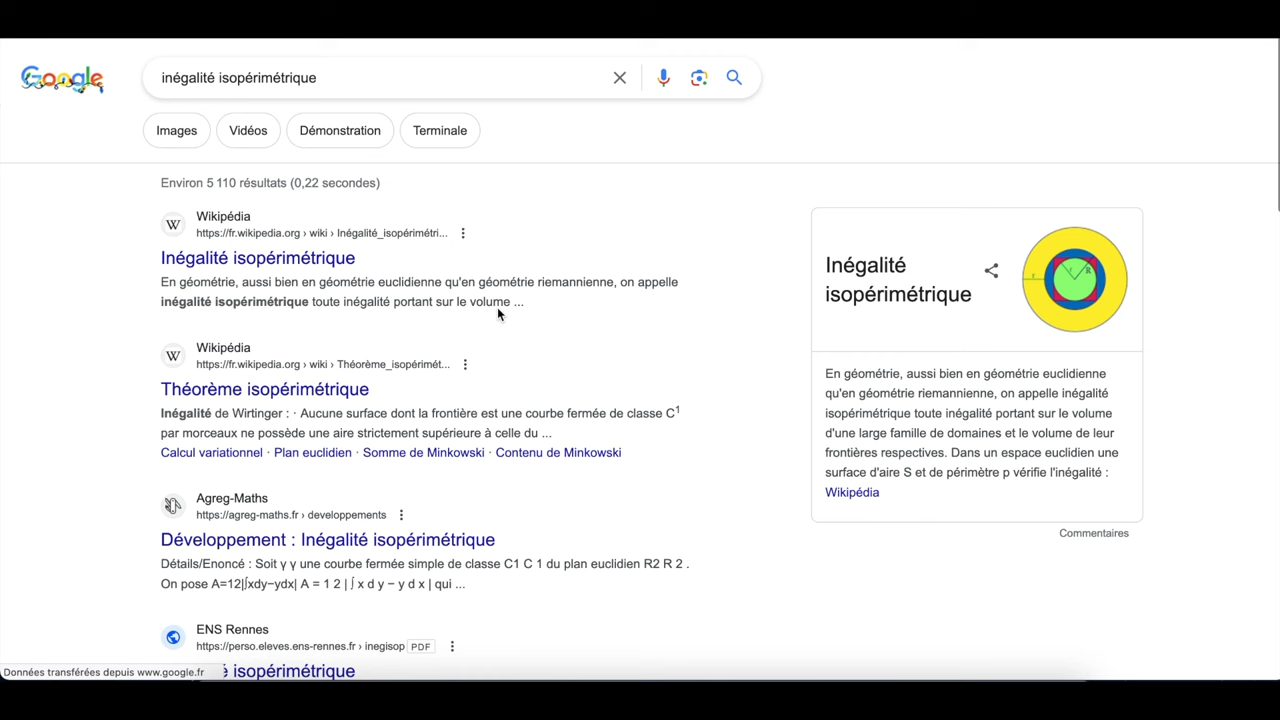 Google
inégalité isopérimétrique
Images
Vidéos
Démonstration
Terminale
Environ 5 110 résultats (0,22 secondes)
W
Wikipédia
https://fr.wikipedia.org › wiki › Inégalité_isopérimétri...
Inégalité isopérimétrique
En géométrie, aussi bien en géométrie euclidienne qu'en géométrie riemannienne, on appelle
inégalité isopérimétrique toute inégalité portant sur le volume ...
W
Wikipédia
https://fr.wikipedia.org › wiki › Théorème_isopérimét...
Théorème isopérimétrique
Inégalité de Wirtinger : · Aucune surface dont la frontière est une courbe fermée de classe C¹
par morceaux ne possède une aire strictement supérieure à celle du ...
Calcul variationnel · Plan euclidien · Somme de Minkowski · Contenu de Minkowski
Agreg-Maths
https://agreg-maths.fr › developpements
Développement : Inégalité isopérimétrique
Détails/Enoncé : Soit γ γ une courbe fermée simple de classe C1 C 1 du plan euclidien R2 R 2 .
On pose A=12|∫xdy−ydx| A = 1 2 | ∫ x d y − y d x | qui ...
ENS Rennes
https://perso.eleves.ens-rennes.fr › inegisop PDF
é isopérimétrique
Données transférées depuis www.google.fr
Inégalité
isopérimétrique
r
r
R
En géométrie, aussi bien en géométrie euclidienne
qu'en géométrie riemannienne, on appelle inégalité
isopérimétrique toute inégalité portant sur le volume
d'une large famille de domaines et le volume de leur
frontières respectives. Dans un espace euclidien une
surface d'aire S et de périmètre p vérifie l'inégalité :
Wikipédia
Commentaires